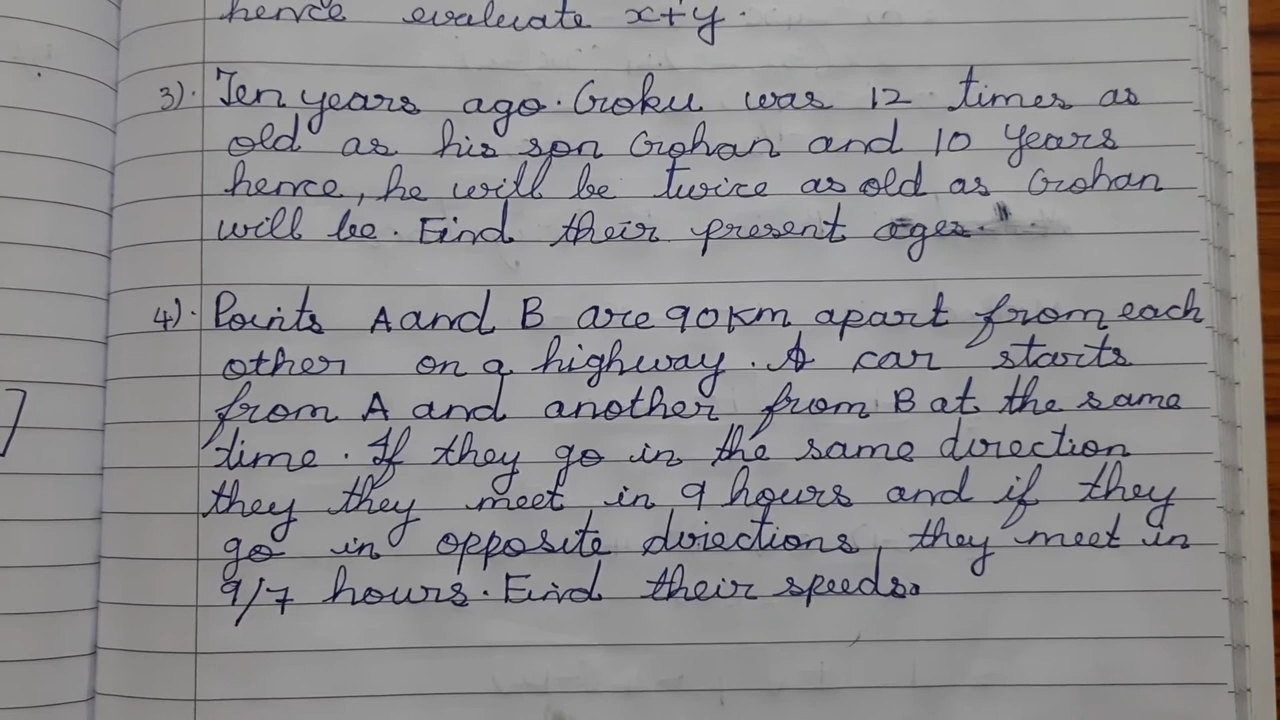 hence evaluate x+y.
3). Ten years ago. Goku was 12 times as
old as his son Gohan and 10 years
hence, he will be twice as old as Gohan
will be. Find their present ages.
4). Points A and B are 90 km apart from each
other on a highway. A car starts
from A and another from B at the same
time. If they go in the same direction
they they meet in 9 hours and if they
go in opposite directions, they meet in
9/7 hours. Find their speeds.
]